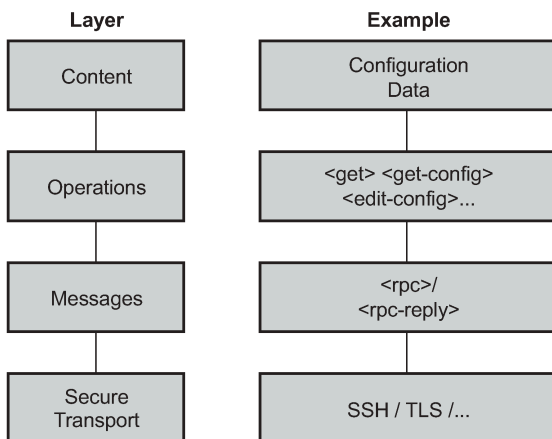 Layer
Example
Content
Configuration
Data
Operations
<get> <get-config>
<edit-config>...
Messages
<rpc>/
<rpc-reply>
Secure
Transport
SSH / TLS /...